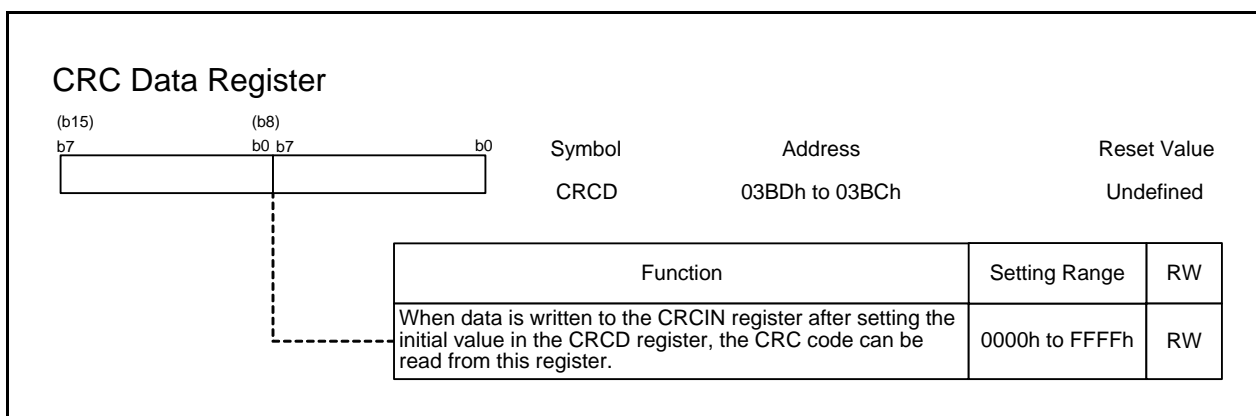 CRC Data Register
(b15) (b8)
b7 b0 b7 b0 Symbol Address Reset Value
CRCD 03BDh to 03BCh Undefined
Function Setting Range RW
When data is written to the CRCIN register after setting the
initial value in the CRCD register, the CRC code can be
read from this register.
0000h to FFFFh RW